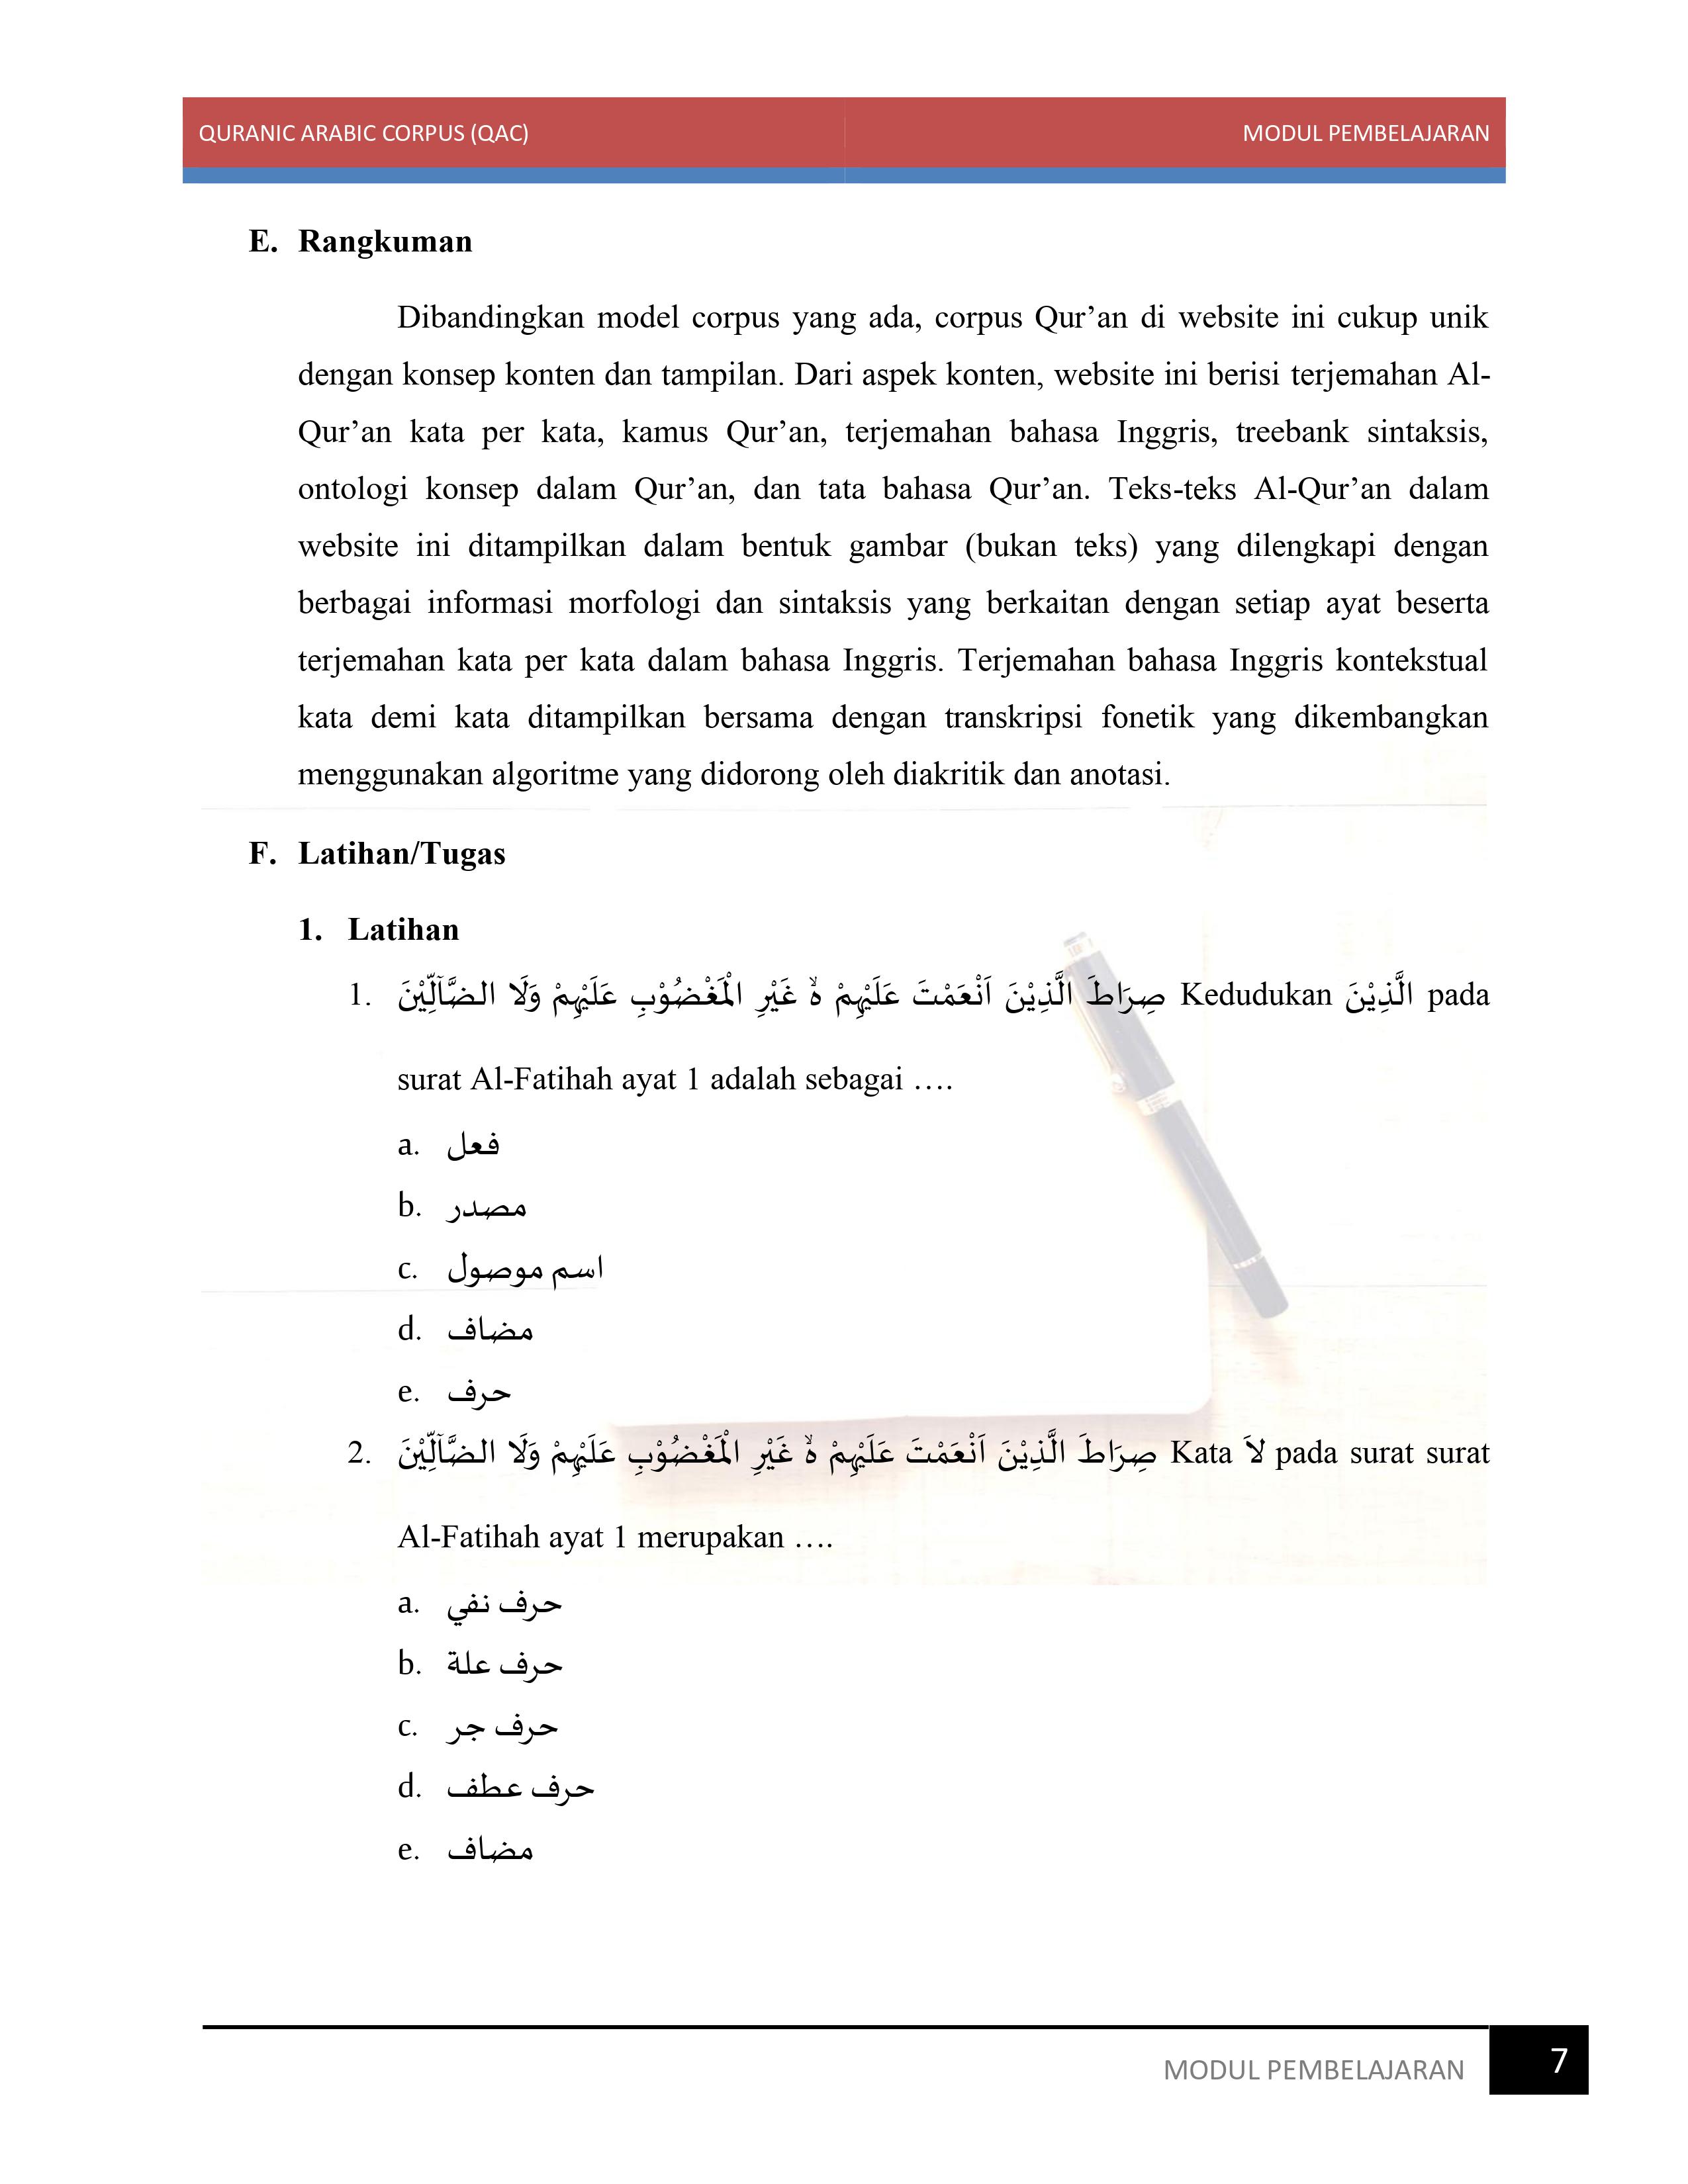 QURANIC ARABIC CORPUS (QAC) MODUL PEMBELAJARAN
E. Rangkuman
Dibandingkan model corpus yang ada, corpus Qur’an di website ini cukup unik
dengan konsep konten dan tampilan. Dari aspek konten, website ini berisi terjemahan Al-
Qur’an kata per kata, kamus Qur’an, terjemahan bahasa Inggris, treebank sintaksis,
ontologi konsep dalam Qur’an, dan tata bahasa Qur’an. Teks-teks Al-Qur’an dalam
website ini ditampilkan dalam bentuk gambar (bukan teks) yang dilengkapi dengan
berbagai informasi morfologi dan sintaksis yang berkaitan dengan setiap ayat beserta
terjemahan kata per kata dalam bahasa Inggris. Terjemahan bahasa Inggris kontekstual
kata demi kata ditampilkan bersama dengan transkripsi fonetik yang dikembangkan
menggunakan algoritme yang didorong oleh diakritik dan anotasi.
F. Latihan/Tugas
1. Latihan
1. صِرَاطَ الَّذِيْنَ اَنْعَمْتَ عَلَيْهِمْ ەۙ غَيْرِ الْمَغْضُوْبِ عَلَيْهِمْ وَلَا الضَّاۤلِّيْنَ Kedudukan الَّذِيْنَ pada
surat Al-Fatihah ayat 1 adalah sebagai ….
a. فعل
b. مصدر
c. اسم موصول
d. مضاف
e. حرف
2. صِرَاطَ الَّذِيْنَ اَنْعَمْتَ عَلَيْهِمْ ەۙ غَيْرِ الْمَغْضُوْبِ عَلَيْهِمْ وَلَا الضَّاۤلِّيْنَ Kata لاَ pada surat surat
Al-Fatihah ayat 1 merupakan ….
a. حرف نفي
b. حرف علة
c. حرف جر
d. حرف عطف
e. مضاف
MODUL PEMBELAJARAN 7